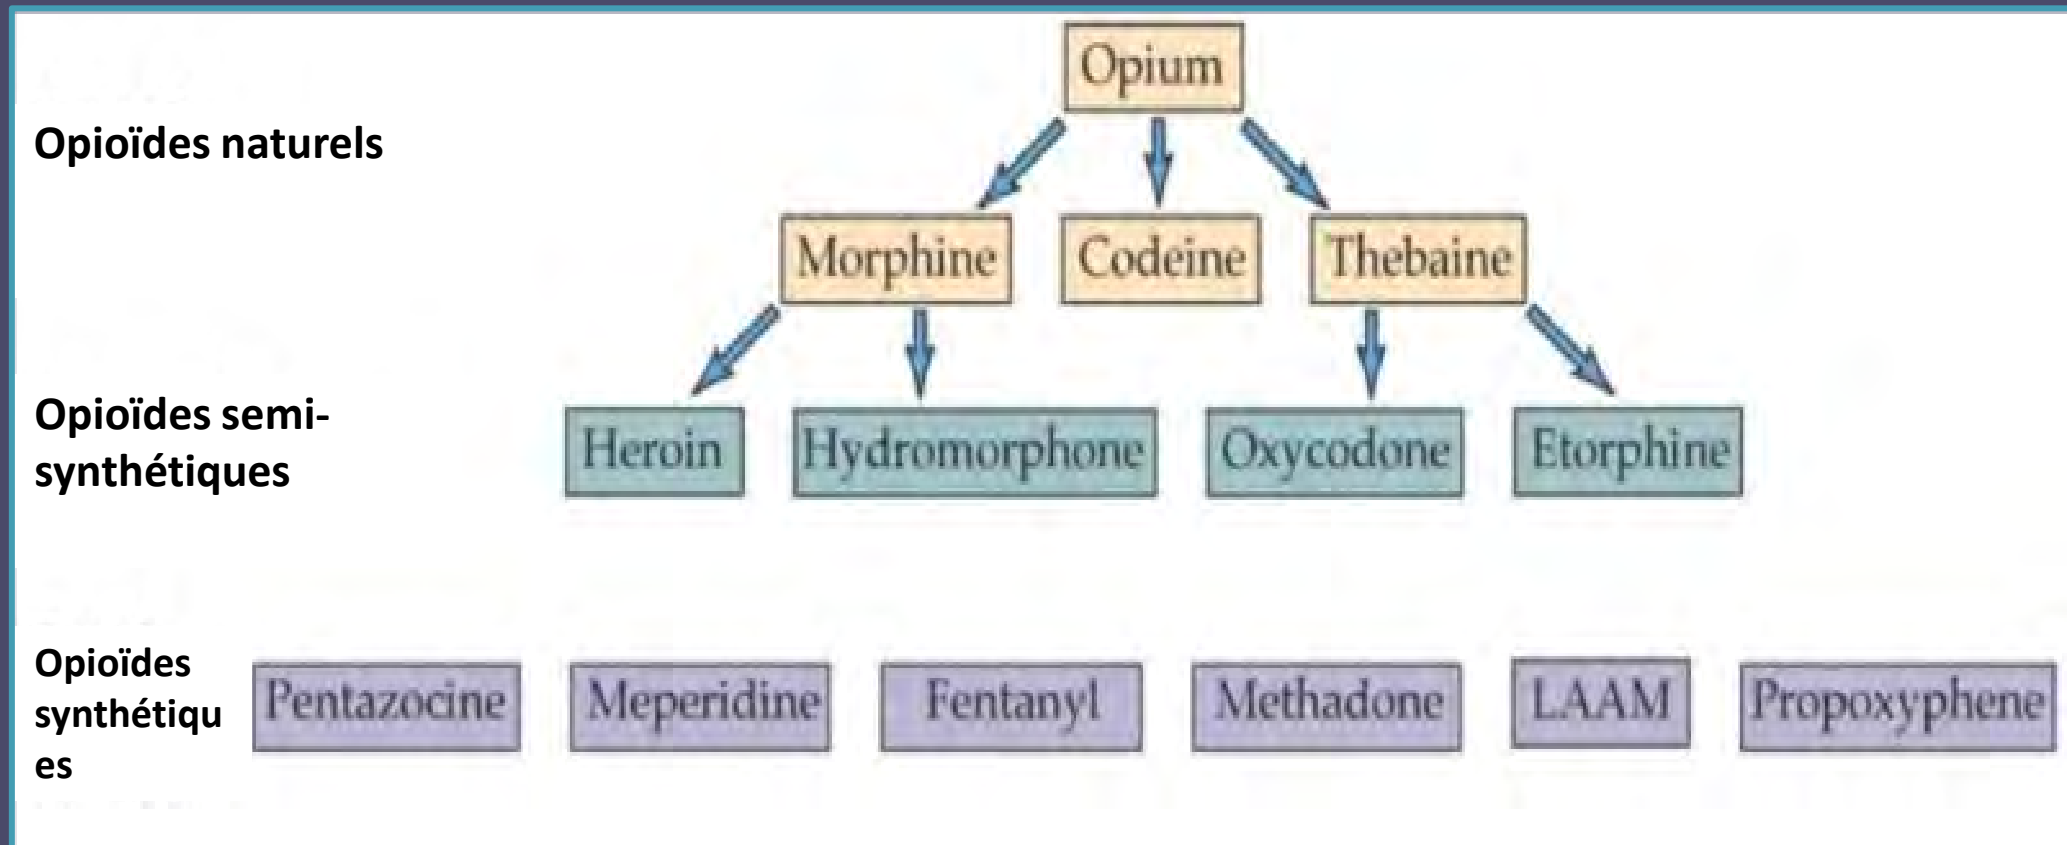 Opium
Opioïdes naturels
Morphine Codeine Thebaine
Opioïdes semi-
synthétiques
Heroin Hydromorphone Oxycodone Etorphine
Opioïdes
synthétiqu
es
Pentazocine Meperidine Fentanyl Methadone LAAM Propoxyphene